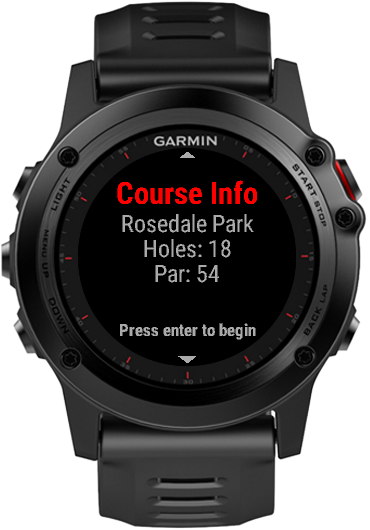 GARMIN
Course Info
Rosedale Park
Holes: 18
Par: 54
Press enter to begin
LIGHT
MENU UP
DOWN
START STOP
BACK LAP